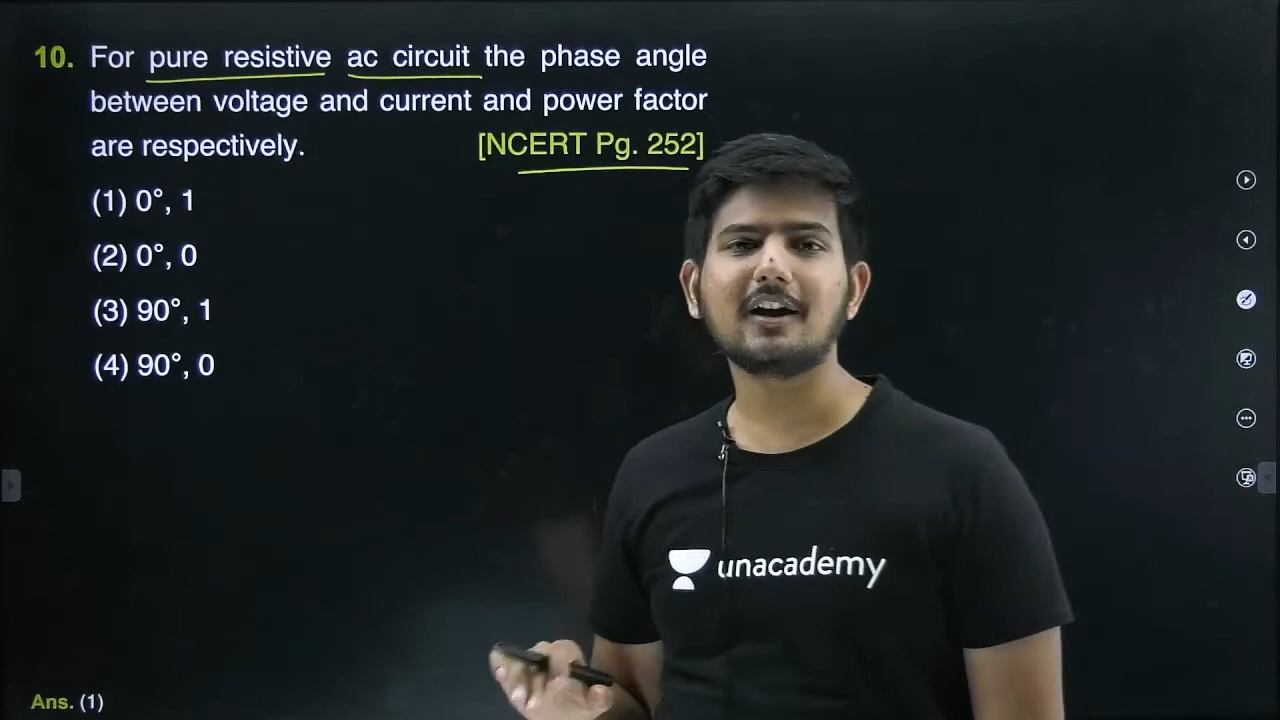 10. For pure resistive ac circuit the phase angle
between voltage and current and power factor
are respectively. [NCERT Pg. 252]
(1) 0°, 1
(2) 0°, 0
(3) 90°, 1
(4) 90°, 0
unacademy
Ans. (1)